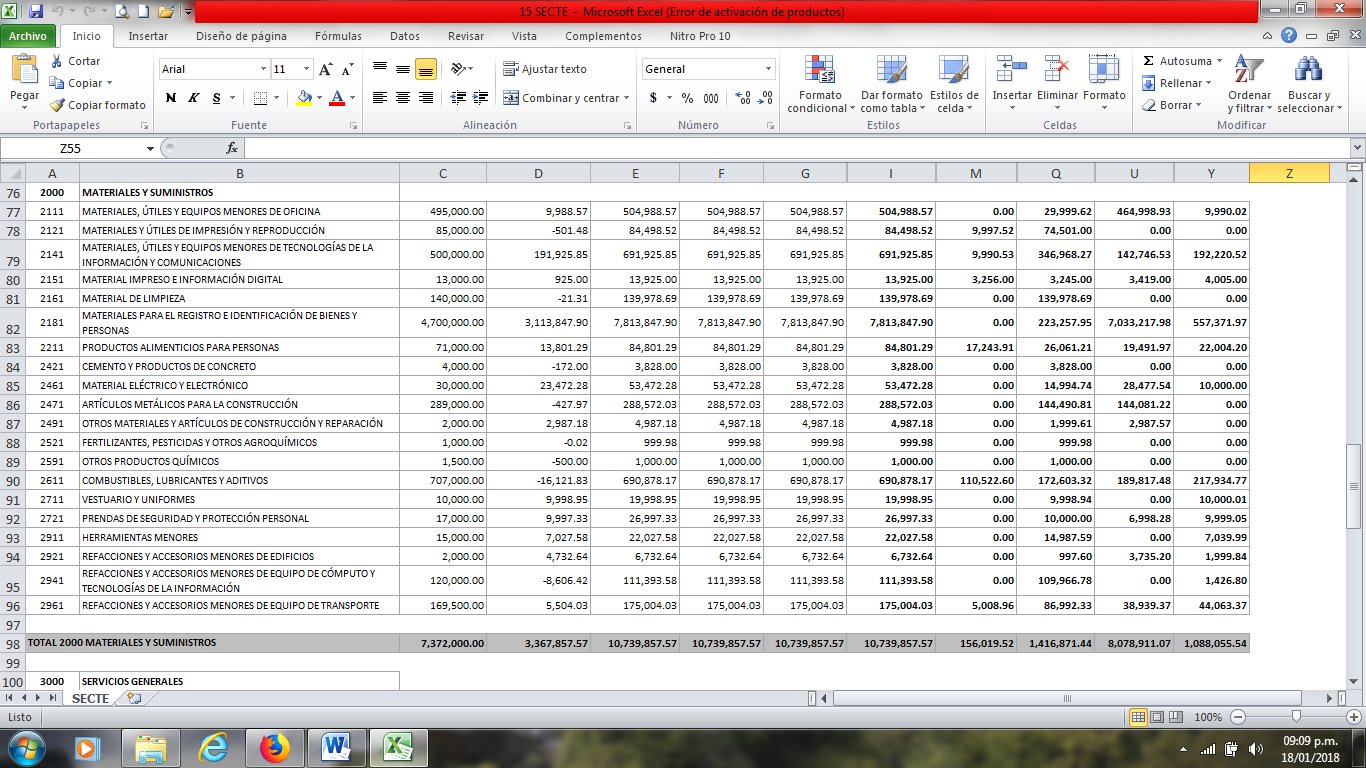 15 SECTE - Microsoft Excel (Error de activación de productos)
Archivo Inicio Insertar Diseño de página Fórmulas Datos Revisar Vista Complementos Nitro Pro 10
Pegar
Cortar
Copiar
Copiar formato
Portapapeles
Arial 11
N K S
Fuente
Ajustar texto
Combinar y centrar
Alineación
General
$ % 000
Número
Formato condicional
Dar formato como tabla
Estilos de celda
Estilos
Insertar Eliminar Formato
Celdas
Autosuma
Rellenar
Borrar
Ordenar y filtrar
Buscar y seleccionar
Modificar
Z55 fx
A B C D E F G I M Q U Y Z
76 2000 MATERIALES Y SUMINISTROS
77 2111 MATERIALES, ÚTILES Y EQUIPOS MENORES DE OFICINA 495,000.00 9,988.57 504,988.57 504,988.57 504,988.57 504,988.57 0.00 29,999.62 464,998.93 9,990.02
78 2121 MATERIALES Y ÚTILES DE IMPRESIÓN Y REPRODUCCIÓN 85,000.00 -501.48 84,498.52 84,498.52 84,498.52 84,498.52 9,997.52 74,501.00 0.00 0.00
79 2141 MATERIALES, ÚTILES Y EQUIPOS MENORES DE TECNOLOGÍAS DE LA
INFORMACIÓN Y COMUNICACIONES 500,000.00 191,925.85 691,925.85 691,925.85 691,925.85 691,925.85 9,990.53 346,968.27 142,746.53 192,220.52
80 2151 MATERIAL IMPRESO E INFORMACIÓN DIGITAL 13,000.00 925.00 13,925.00 13,925.00 13,925.00 13,925.00 3,256.00 3,245.00 3,419.00 4,005.00
81 2161 MATERIAL DE LIMPIEZA 140,000.00 -21.31 139,978.69 139,978.69 139,978.69 139,978.69 0.00 139,978.69 0.00 0.00
82 2181 MATERIALES PARA EL REGISTRO E IDENTIFICACIÓN DE BIENES Y
PERSONAS 4,700,000.00 3,113,847.90 7,813,847.90 7,813,847.90 7,813,847.90 7,813,847.90 0.00 223,257.95 7,033,217.98 557,371.97
83 2211 PRODUCTOS ALIMENTICIOS PARA PERSONAS 71,000.00 13,801.29 84,801.29 84,801.29 84,801.29 84,801.29 17,243.91 26,061.21 19,491.97 22,004.20
84 2421 CEMENTO Y PRODUCTOS DE CONCRETO 4,000.00 -172.00 3,828.00 3,828.00 3,828.00 3,828.00 0.00 3,828.00 0.00 0.00
85 2461 MATERIAL ELÉCTRICO Y ELECTRÓNICO 30,000.00 23,472.28 53,472.28 53,472.28 53,472.28 53,472.28 0.00 14,994.74 28,477.54 10,000.00
86 2471 ARTÍCULOS METÁLICOS PARA LA CONSTRUCCIÓN 289,000.00 -427.97 288,572.03 288,572.03 288,572.03 288,572.03 0.00 144,490.81 144,081.22 0.00
87 2491 OTROS MATERIALES Y ARTÍCULOS DE CONSTRUCCIÓN Y REPARACIÓN 2,000.00 2,987.18 4,987.18 4,987.18 4,987.18 4,987.18 0.00 1,999.61 2,987.57 0.00
88 2521 FERTILIZANTES, PESTICIDAS Y OTROS AGROQUÍMICOS 1,000.00 -0.02 999.98 999.98 999.98 999.98 0.00 999.98 0.00 0.00
89 2591 OTROS PRODUCTOS QUÍMICOS 1,500.00 -500.00 1,000.00 1,000.00 1,000.00 1,000.00 0.00 1,000.00 0.00 0.00
90 2611 COMBUSTIBLES, LUBRICANTES Y ADITIVOS 707,000.00 -16,121.83 690,878.17 690,878.17 690,878.17 690,878.17 110,522.60 172,603.32 189,817.48 217,934.77
91 2711 VESTUARIO Y UNIFORMES 10,000.00 9,998.95 19,998.95 19,998.95 19,998.95 19,998.95 0.00 9,998.94 0.00 10,000.01
92 2721 PRENDAS DE SEGURIDAD Y PROTECCIÓN PERSONAL 17,000.00 9,997.33 26,997.33 26,997.33 26,997.33 26,997.33 0.00 10,000.00 6,998.28 9,999.05
93 2911 HERRAMIENTAS MENORES 15,000.00 7,027.58 22,027.58 22,027.58 22,027.58 22,027.58 0.00 14,987.59 0.00 7,039.99
94 2921 REFACCIONES Y ACCESORIOS MENORES DE EDIFICIOS 2,000.00 4,732.64 6,732.64 6,732.64 6,732.64 6,732.64 0.00 997.60 3,735.20 1,999.84
95 2941 REFACCIONES Y ACCESORIOS MENORES DE EQUIPO DE CÓMPUTO Y
TECNOLOGÍAS DE LA INFORMACIÓN 120,000.00 -8,606.42 111,393.58 111,393.58 111,393.58 111,393.58 0.00 109,966.78 0.00 1,426.80
96 2961 REFACCIONES Y ACCESORIOS MENORES DE EQUIPO DE TRANSPORTE 169,500.00 5,504.03 175,004.03 175,004.03 175,004.03 175,004.03 5,008.96 86,992.33 38,939.37 44,063.37
97
98 TOTAL 2000 MATERIALES Y SUMINISTROS 7,372,000.00 3,367,857.57 10,739,857.57 10,739,857.57 10,739,857.57 10,739,857.57 156,019.52 1,416,871.44 8,078,911.07 1,088,055.54
99
100 3000 SERVICIOS GENERALES
SECTE
Listo 100%
09:09 p.m.
18/01/2018